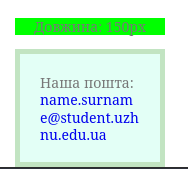 Довжина: 150px
Наша пошта:
name.surnam
e@student.uzh
nu.edu.ua